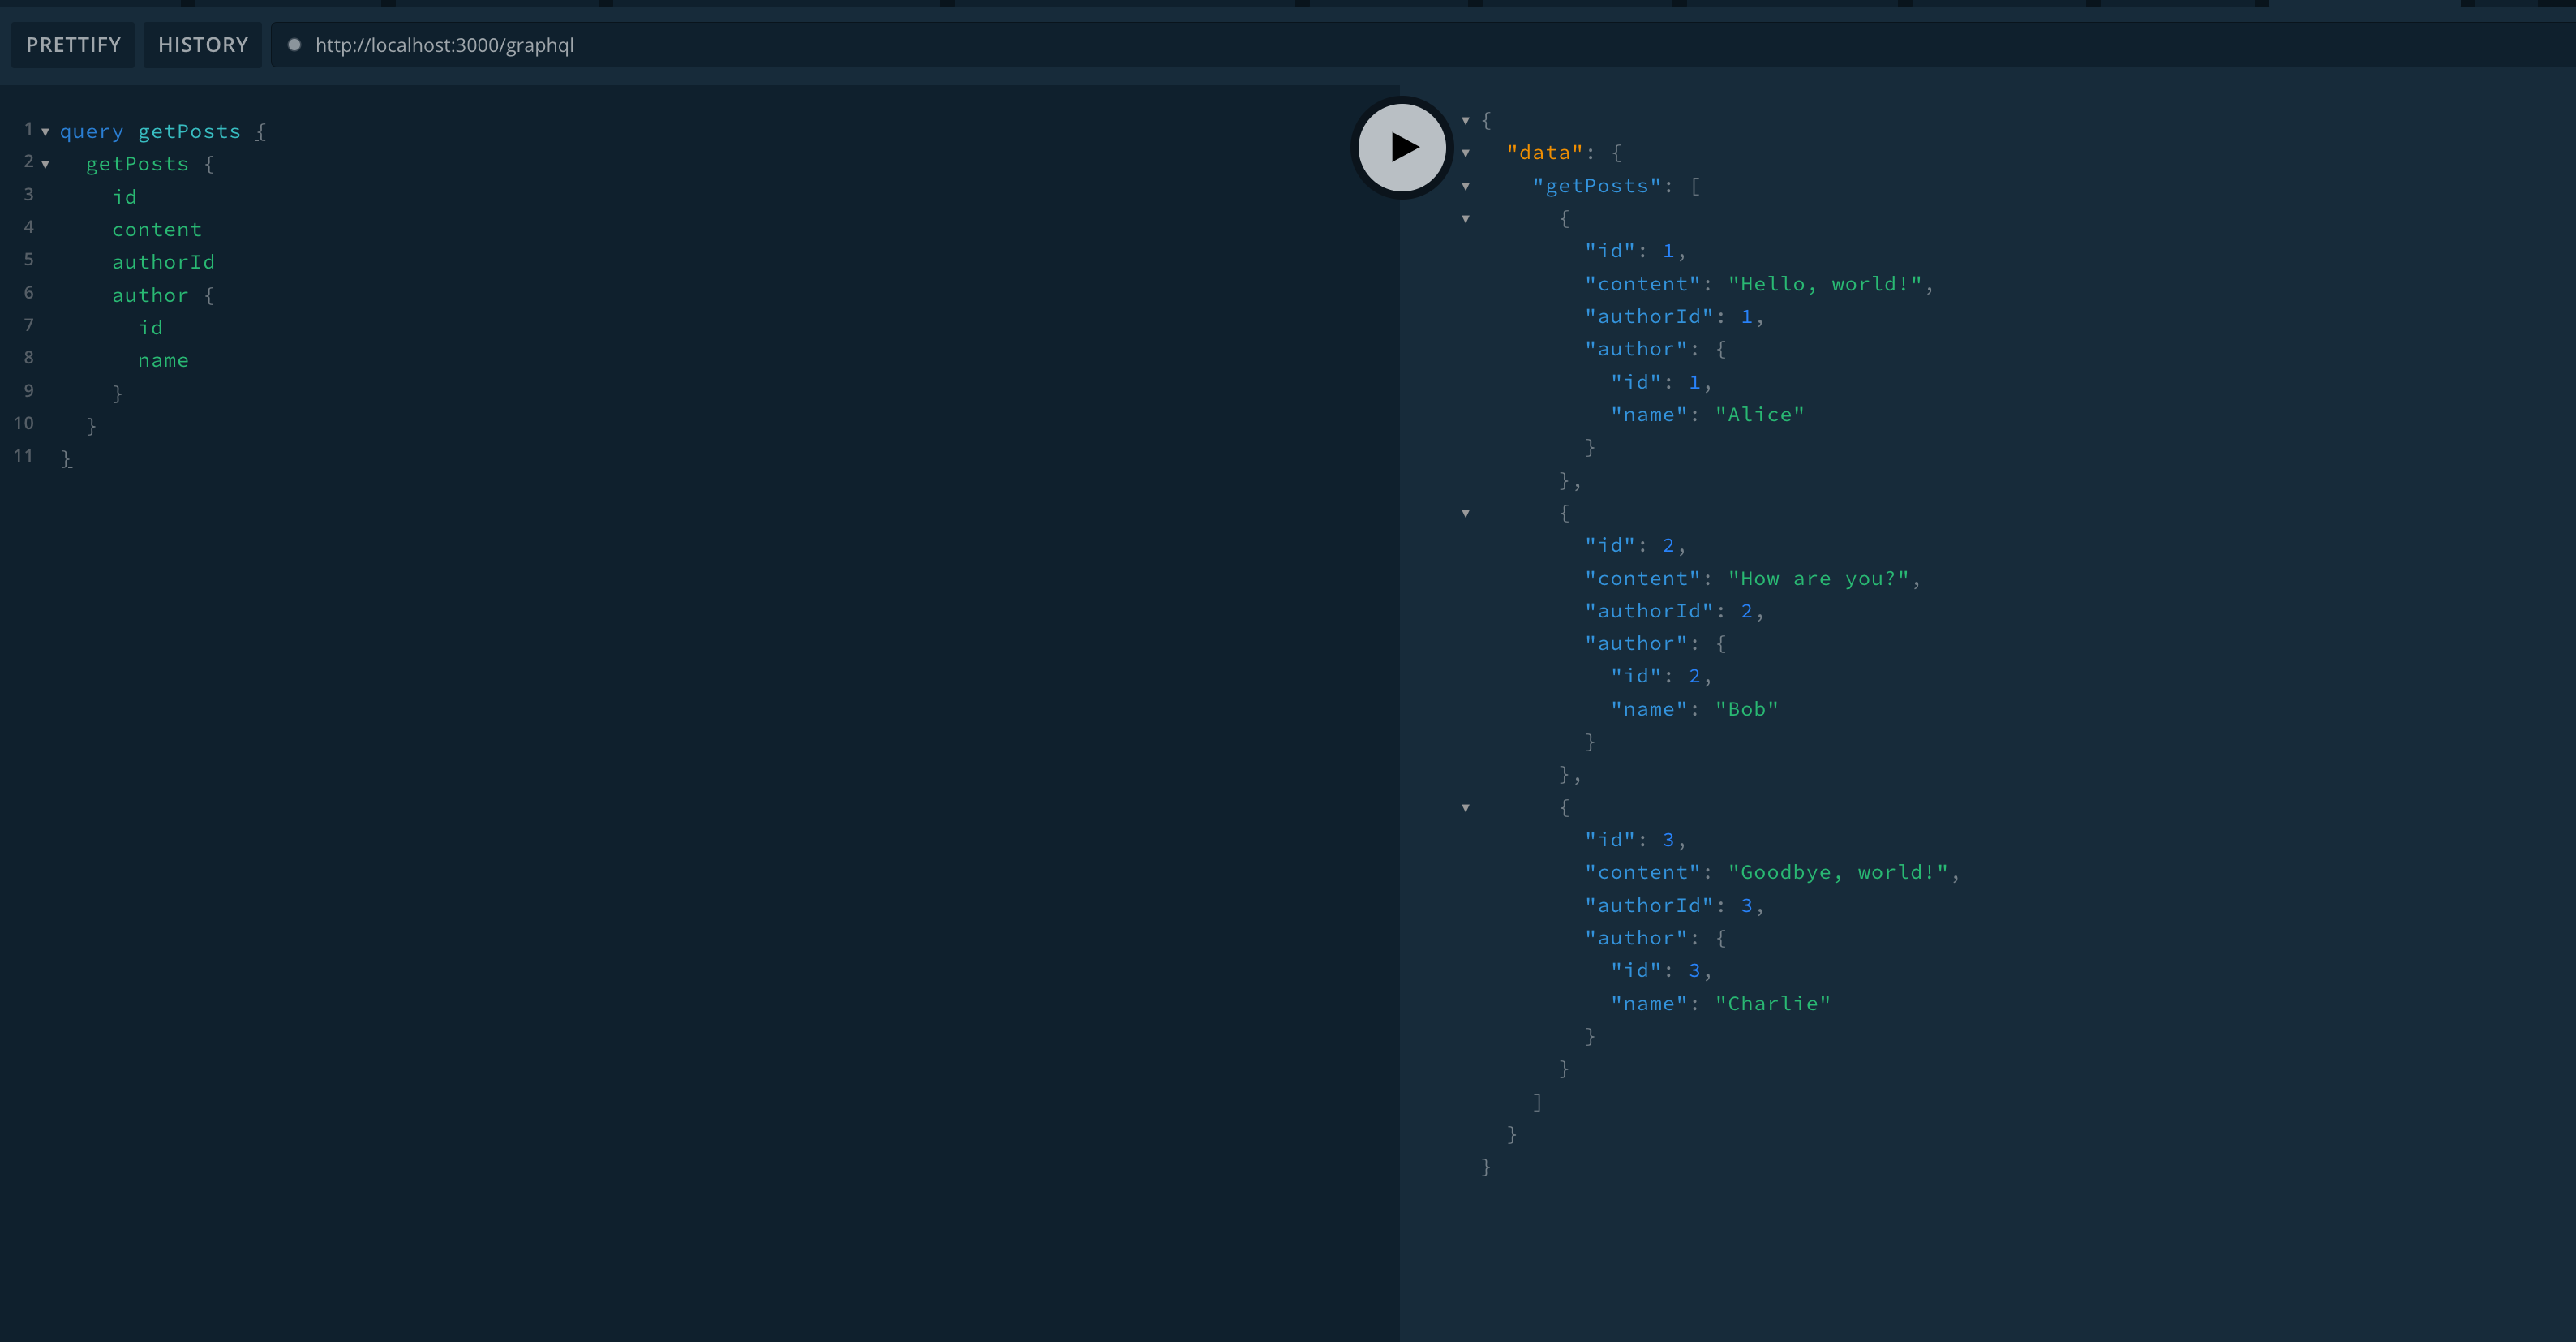 PRETTIFY HISTORY http://localhost:3000/graphql
1 query getPosts {
2 getPosts {
3 id
4 content
5 authorId
6 author {
7 id
8 name
9 }
10 }
11 }
{
"data": {
"getPosts": [
{
"id": 1,
"content": "Hello, world!",
"authorId": 1,
"author": {
"id": 1,
"name": "Alice"
}
},
{
"id": 2,
"content": "How are you?",
"authorId": 2,
"author": {
"id": 2,
"name": "Bob"
}
},
{
"id": 3,
"content": "Goodbye, world!",
"authorId": 3,
"author": {
"id": 3,
"name": "Charlie"
}
}
]
}
}